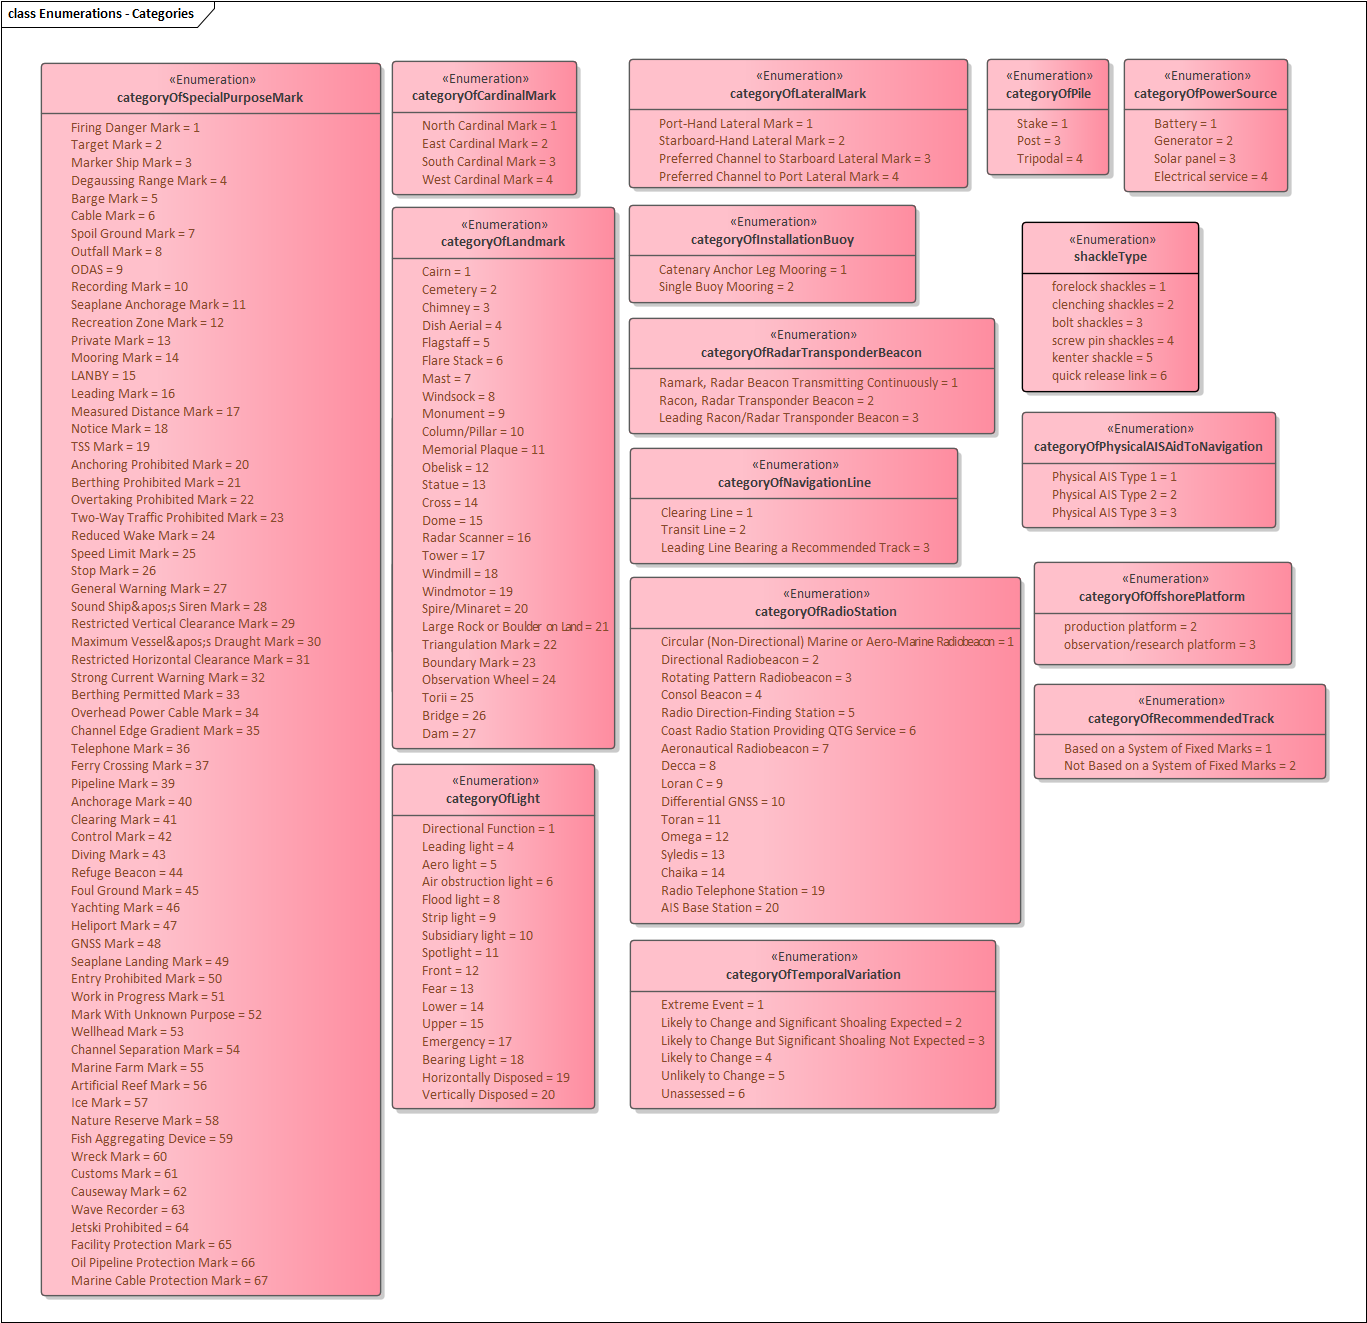 class Enumerations - Categories
«Enumeration»
categoryOfSpecialPurposeMark
Firing Danger Mark = 1
Target Mark = 2
Marker Ship Mark = 3
Degaussing Range Mark = 4
Barge Mark = 5
Cable Mark = 6
Spoil Ground Mark = 7
Outfall Mark = 8
ODAS = 9
Recording Mark = 10
Seaplane Anchorage Mark = 11
Recreation Zone Mark = 12
Private Mark = 13
Mooring Mark = 14
LANBY = 15
Leading Mark = 16
Measured Distance Mark = 17
Notice Mark = 18
TSS Mark = 19
Anchoring Prohibited Mark = 20
Berthing Prohibited Mark = 21
Overtaking Prohibited Mark = 22
Two-Way Traffic Prohibited Mark = 23
Reduced Wake Mark = 24
Speed Limit Mark = 25
Stop Mark = 26
General Warning Mark = 27
Sound Ship&apos;s Siren Mark = 28
Restricted Vertical Clearance Mark = 29
Maximum Vessel&apos;s Draught Mark = 30
Restricted Horizontal Clearance Mark = 31
Strong Current Warning Mark = 32
Berthing Permitted Mark = 33
Overhead Power Cable Mark = 34
Channel Edge Gradient Mark = 35
Telephone Mark = 36
Ferry Crossing Mark = 37
Pipeline Mark = 39
Anchorage Mark = 40
Clearing Mark = 41
Control Mark = 42
Diving Mark = 43
Refuge Beacon = 44
Foul Ground Mark = 45
Yachting Mark = 46
Heliport Mark = 47
GNSS Mark = 48
Seaplane Landing Mark = 49
Entry Prohibited Mark = 50
Work in Progress Mark = 51
Mark With Unknown Purpose = 52
Wellhead Mark = 53
Channel Separation Mark = 54
Marine Farm Mark = 55
Artificial Reef Mark = 56
Ice Mark = 57
Nature Reserve Mark = 58
Fish Aggregating Device = 59
Wreck Mark = 60
Customs Mark = 61
Causeway Mark = 62
Wave Recorder = 63
Jetski Prohibited = 64
Facility Protection Mark = 65
Oil Pipeline Protection Mark = 66
Marine Cable Protection Mark = 67
«Enumeration»
categoryOfCardinalMark
North Cardinal Mark = 1
East Cardinal Mark = 2
South Cardinal Mark = 3
West Cardinal Mark = 4
«Enumeration»
categoryOfLandmark
Cairn = 1
Cemetery = 2
Chimney = 3
Dish Aerial = 4
Flagstaff = 5
Flare Stack = 6
Mast = 7
Windsock = 8
Monument = 9
Column/Pillar = 10
Memorial Plaque = 11
Obelisk = 12
Statue = 13
Cross = 14
Dome = 15
Radar Scanner = 16
Tower = 17
Windmill = 18
Windmotor = 19
Spire/Minaret = 20
Large Rock or Boulder on Land = 21
Triangulation Mark = 22
Boundary Mark = 23
Observation Wheel = 24
Torii = 25
Bridge = 26
Dam = 27
«Enumeration»
categoryOfLight
Directional Function = 1
Leading light = 4
Aero light = 5
Air obstruction light = 6
Flood light = 8
Strip light = 9
Subsidiary light = 10
Spotlight = 11
Front = 12
Fear = 13
Lower = 14
Upper = 15
Emergency = 17
Bearing Light = 18
Horizontally Disposed = 19
Vertically Disposed = 20
«Enumeration»
categoryOfLateralMark
Port-Hand Lateral Mark = 1
Starboard-Hand Lateral Mark = 2
Preferred Channel to Starboard Lateral Mark = 3
Preferred Channel to Port Lateral Mark = 4
«Enumeration»
categoryOfInstallationBuoy
Catenary Anchor Leg Mooring = 1
Single Buoy Mooring = 2
«Enumeration»
categoryOfRadarTransponderBeacon
Ramark, Radar Beacon Transmitting Continuously = 1
Racon, Radar Transponder Beacon = 2
Leading Racon/Radar Transponder Beacon = 3
«Enumeration»
categoryOfNavigationLine
Clearing Line = 1
Transit Line = 2
Leading Line Bearing a Recommended Track = 3
«Enumeration»
categoryOfRadioStation
Circular (Non-Directional) Marine or Aero-Marine Radiobeacon = 1
Directional Radiobeacon = 2
Rotating Pattern Radiobeacon = 3
Consol Beacon = 4
Radio Direction-Finding Station = 5
Coast Radio Station Providing QTG Service = 6
Aeronautical Radiobeacon = 7
Decca = 8
Loran C = 9
Differential GNSS = 10
Toran = 11
Omega = 12
Syledis = 13
Chaika = 14
Radio Telephone Station = 19
AIS Base Station = 20
«Enumeration»
categoryOfTemporalVariation
Extreme Event = 1
Likely to Change and Significant Shoaling Expected = 2
Likely to Change But Significant Shoaling Not Expected = 3
Likely to Change = 4
Unlikely to Change = 5
Unassessed = 6
«Enumeration»
categoryOfPile
Stake = 1
Post = 3
Tripodal = 4
«Enumeration»
categoryOfPowerSource
Battery = 1
Generator = 2
Solar panel = 3
Electrical service = 4
«Enumeration»
shackleType
forelock shackles = 1
clenching shackles = 2
bolt shackles = 3
screw pin shackles = 4
kenter shackle = 5
quick release link = 6
«Enumeration»
categoryOfPhysicalAISAidToNavigation
Physical AIS Type 1 = 1
Physical AIS Type 2 = 2
Physical AIS Type 3 = 3
«Enumeration»
categoryOfOffshorePlatform
production platform = 2
observation/research platform = 3
«Enumeration»
categoryOfRecommendedTrack
Based on a System of Fixed Marks = 1
Not Based on a System of Fixed Marks = 2